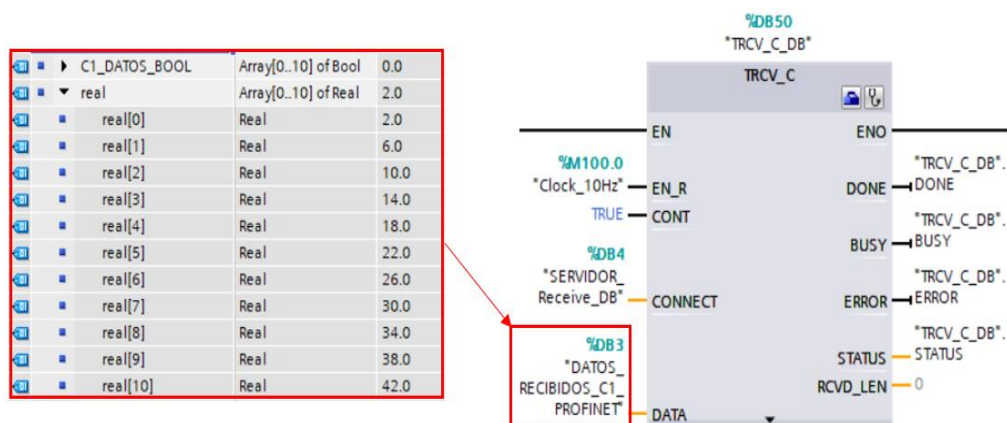 C1_DATOS_BOOL Array[0..10] of Bool 0.0
real Array[0..10] of Real 2.0
real[0] Real 2.0
real[1] Real 6.0
real[2] Real 10.0
real[3] Real 14.0
real[4] Real 18.0
real[5] Real 22.0
real[6] Real 26.0
real[7] Real 30.0
real[8] Real 34.0
real[9] Real 38.0
real[10] Real 42.0
%DB50
"TRCV_C_DB"
TRCV_C
EN ENO
%M100.0
"Clock_10Hz" EN_R
TRUE CONT
%DB4
"SERVIDOR_
Receive_DB" CONNECT
%DB3
"DATOS_
RECIBIDOS_C1_
PROFINET" DATA
"TRCV_C_DB".
DONE DONE
"TRCV_C_DB".
BUSY BUSY
"TRCV_C_DB".
ERROR ERROR
"TRCV_C_DB".
STATUS STATUS
RCVD_LEN 0